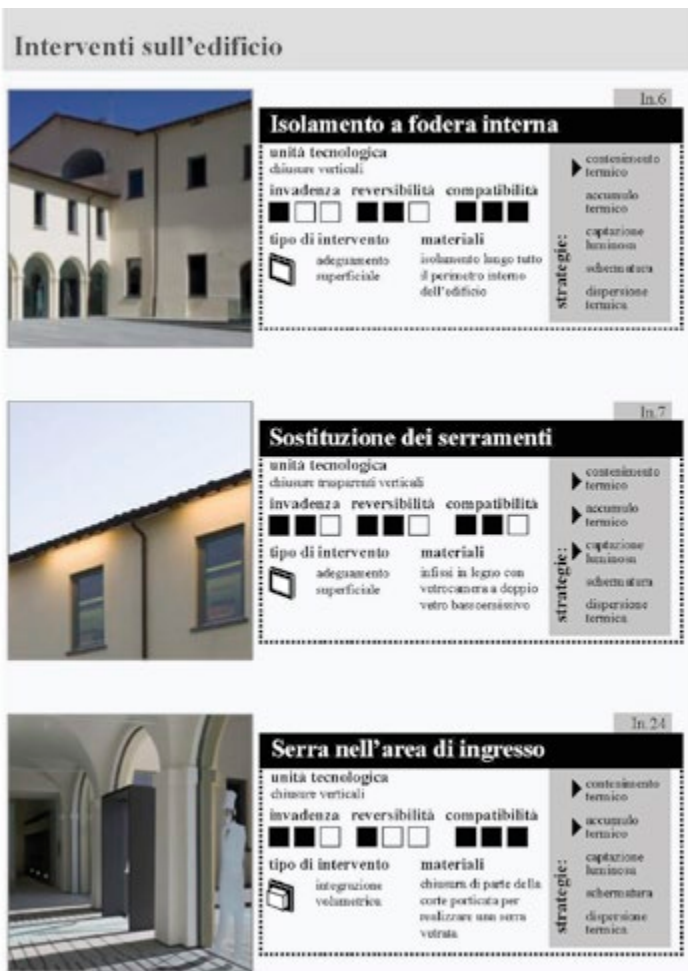 Interventi sull'edificio
In.6
Isolamento a fodera interna
unità tecnologica
chiusure verticali
invadenza reversibilità compatibilità
tipo di intervento
adeguamento
superficiale
materiali
isolamento lungo tutto
il perimetro interno
dell'edificio
strategie:
contenimento
termico
accumulo
termico
captazione
luminosa
schermatura
dispersione
termica
In.7
Sostituzione dei serramenti
unità tecnologica
chiusure trasparenti verticali
invadenza reversibilità compatibilità
tipo di intervento
adeguamento
superficiale
materiali
infissi in legno con
vetrocamera a doppio
vetro bassoemissivo
strategie:
contenimento
termico
accumulo
termico
captazione
luminosa
schermatura
dispersione
termica
In.24
Serra nell'area di ingresso
unità tecnologica
chiusure verticali
invadenza reversibilità compatibilità
tipo di intervento
integrazione
volumetrica
materiali
chiusura di parte della
corte porticata per
realizzare una serra
vetrata
strategie:
contenimento
termico
accumulo
termico
captazione
luminosa
schermatura
dispersione
termica